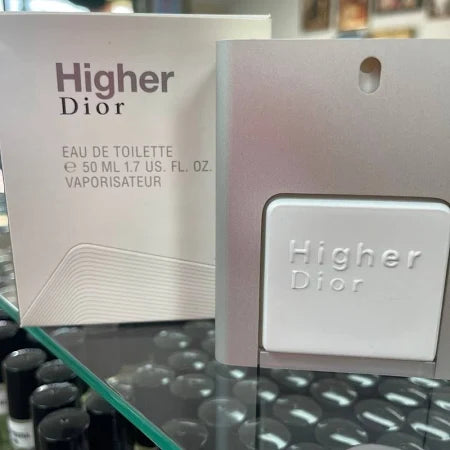 Higher
Dior
EAU DE TOILETTE
℮ 50 ML 1.7 US. FL. OZ.
VAPORISATEUR
Higher
Dior